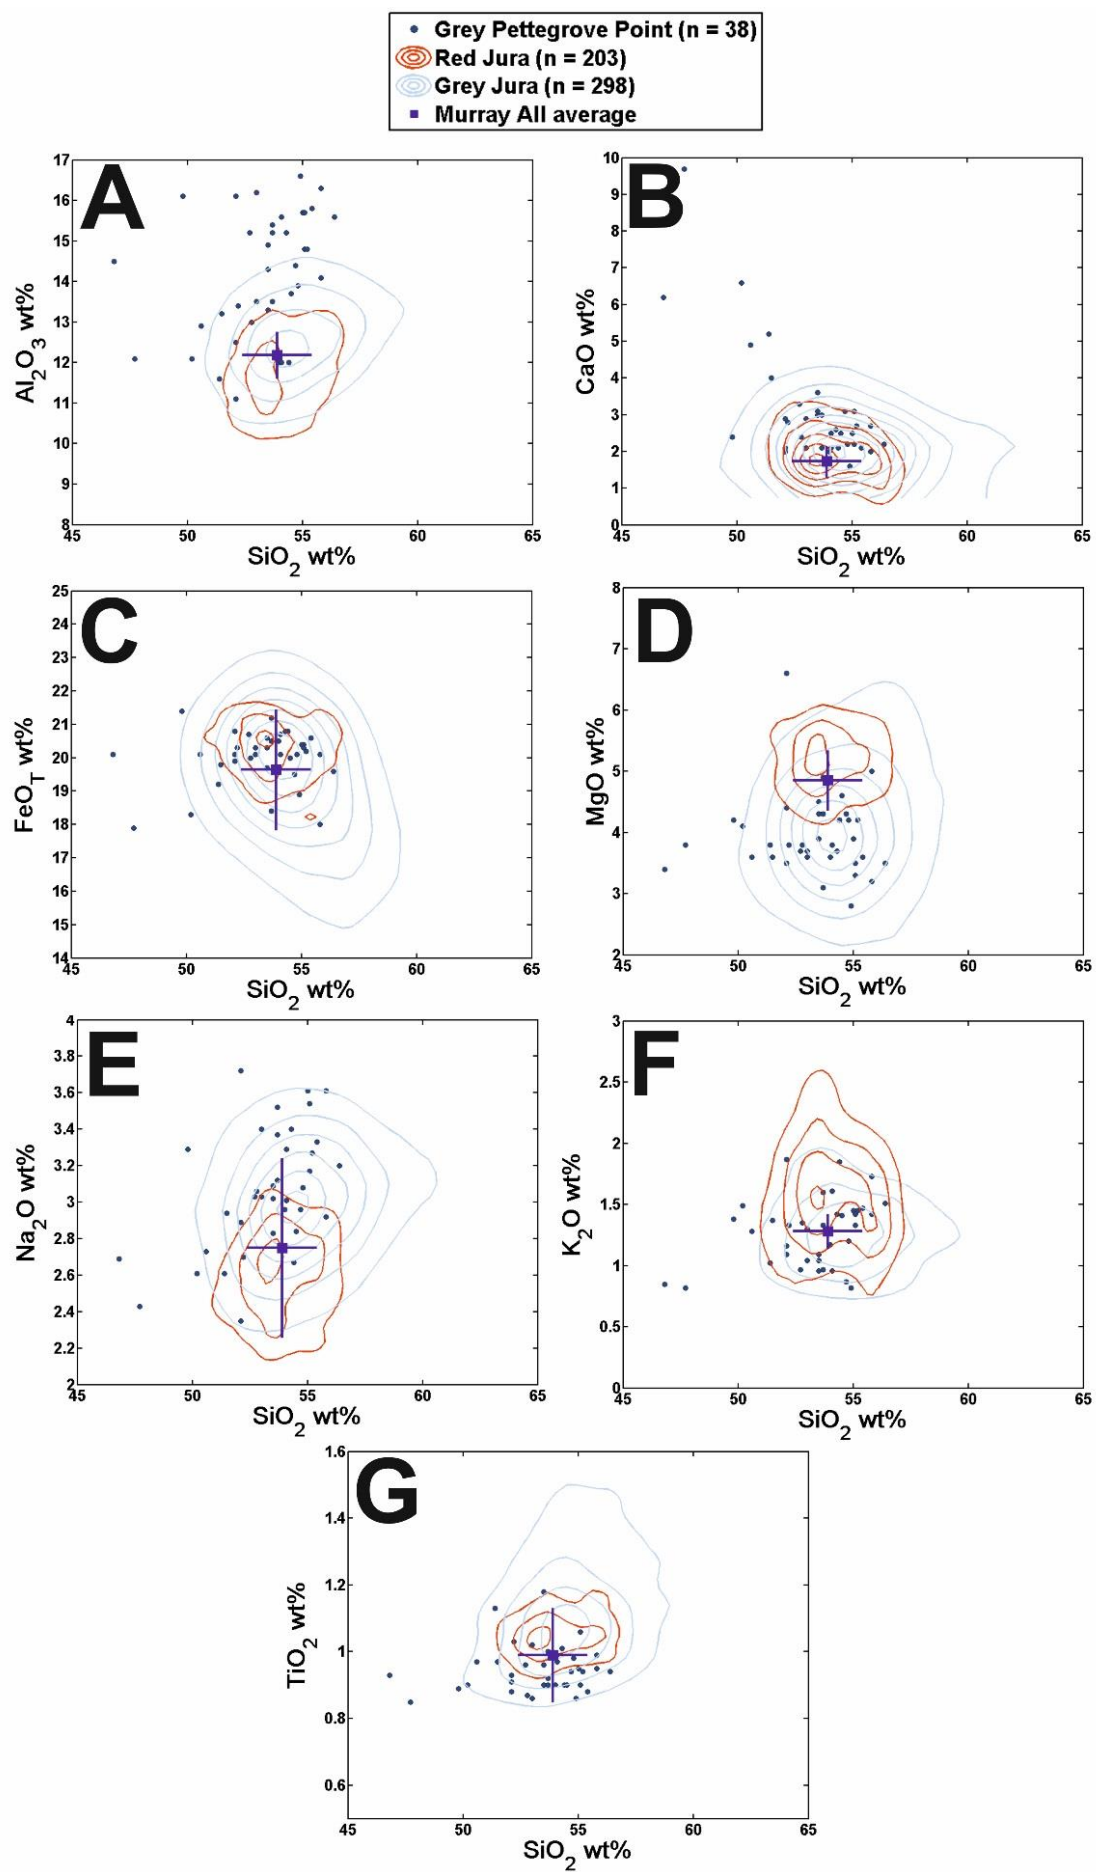 Grey Pettegrove Point (n = 38)
Red Jura (n = 203)
Grey Jura (n = 298)
Murray All average
A
17
16
15
14
13
12
11
10
9
8
Al2O3 wt%
45 50 55 60 65
SiO2 wt%
B
10
9
8
7
6
5
4
3
2
1
0
CaO wt%
45 50 55 60 65
SiO2 wt%
C
25
24
23
22
21
20
19
18
17
16
15
14
FeOT wt%
45 50 55 60 65
SiO2 wt%
D
8
7
6
5
4
3
2
MgO wt%
45 50 55 60 65
SiO2 wt%
E
4
3.8
3.6
3.4
3.2
3
2.8
2.6
2.4
2.2
2
Na2O wt%
45 50 55 60 65
SiO2 wt%
F
3
2.5
2
1.5
1
0.5
0
K2O wt%
45 50 55 60 65
SiO2 wt%
G
1.6
1.4
1.2
1
0.8
0.6
TiO2 wt%
45 50 55 60 65
SiO2 wt%